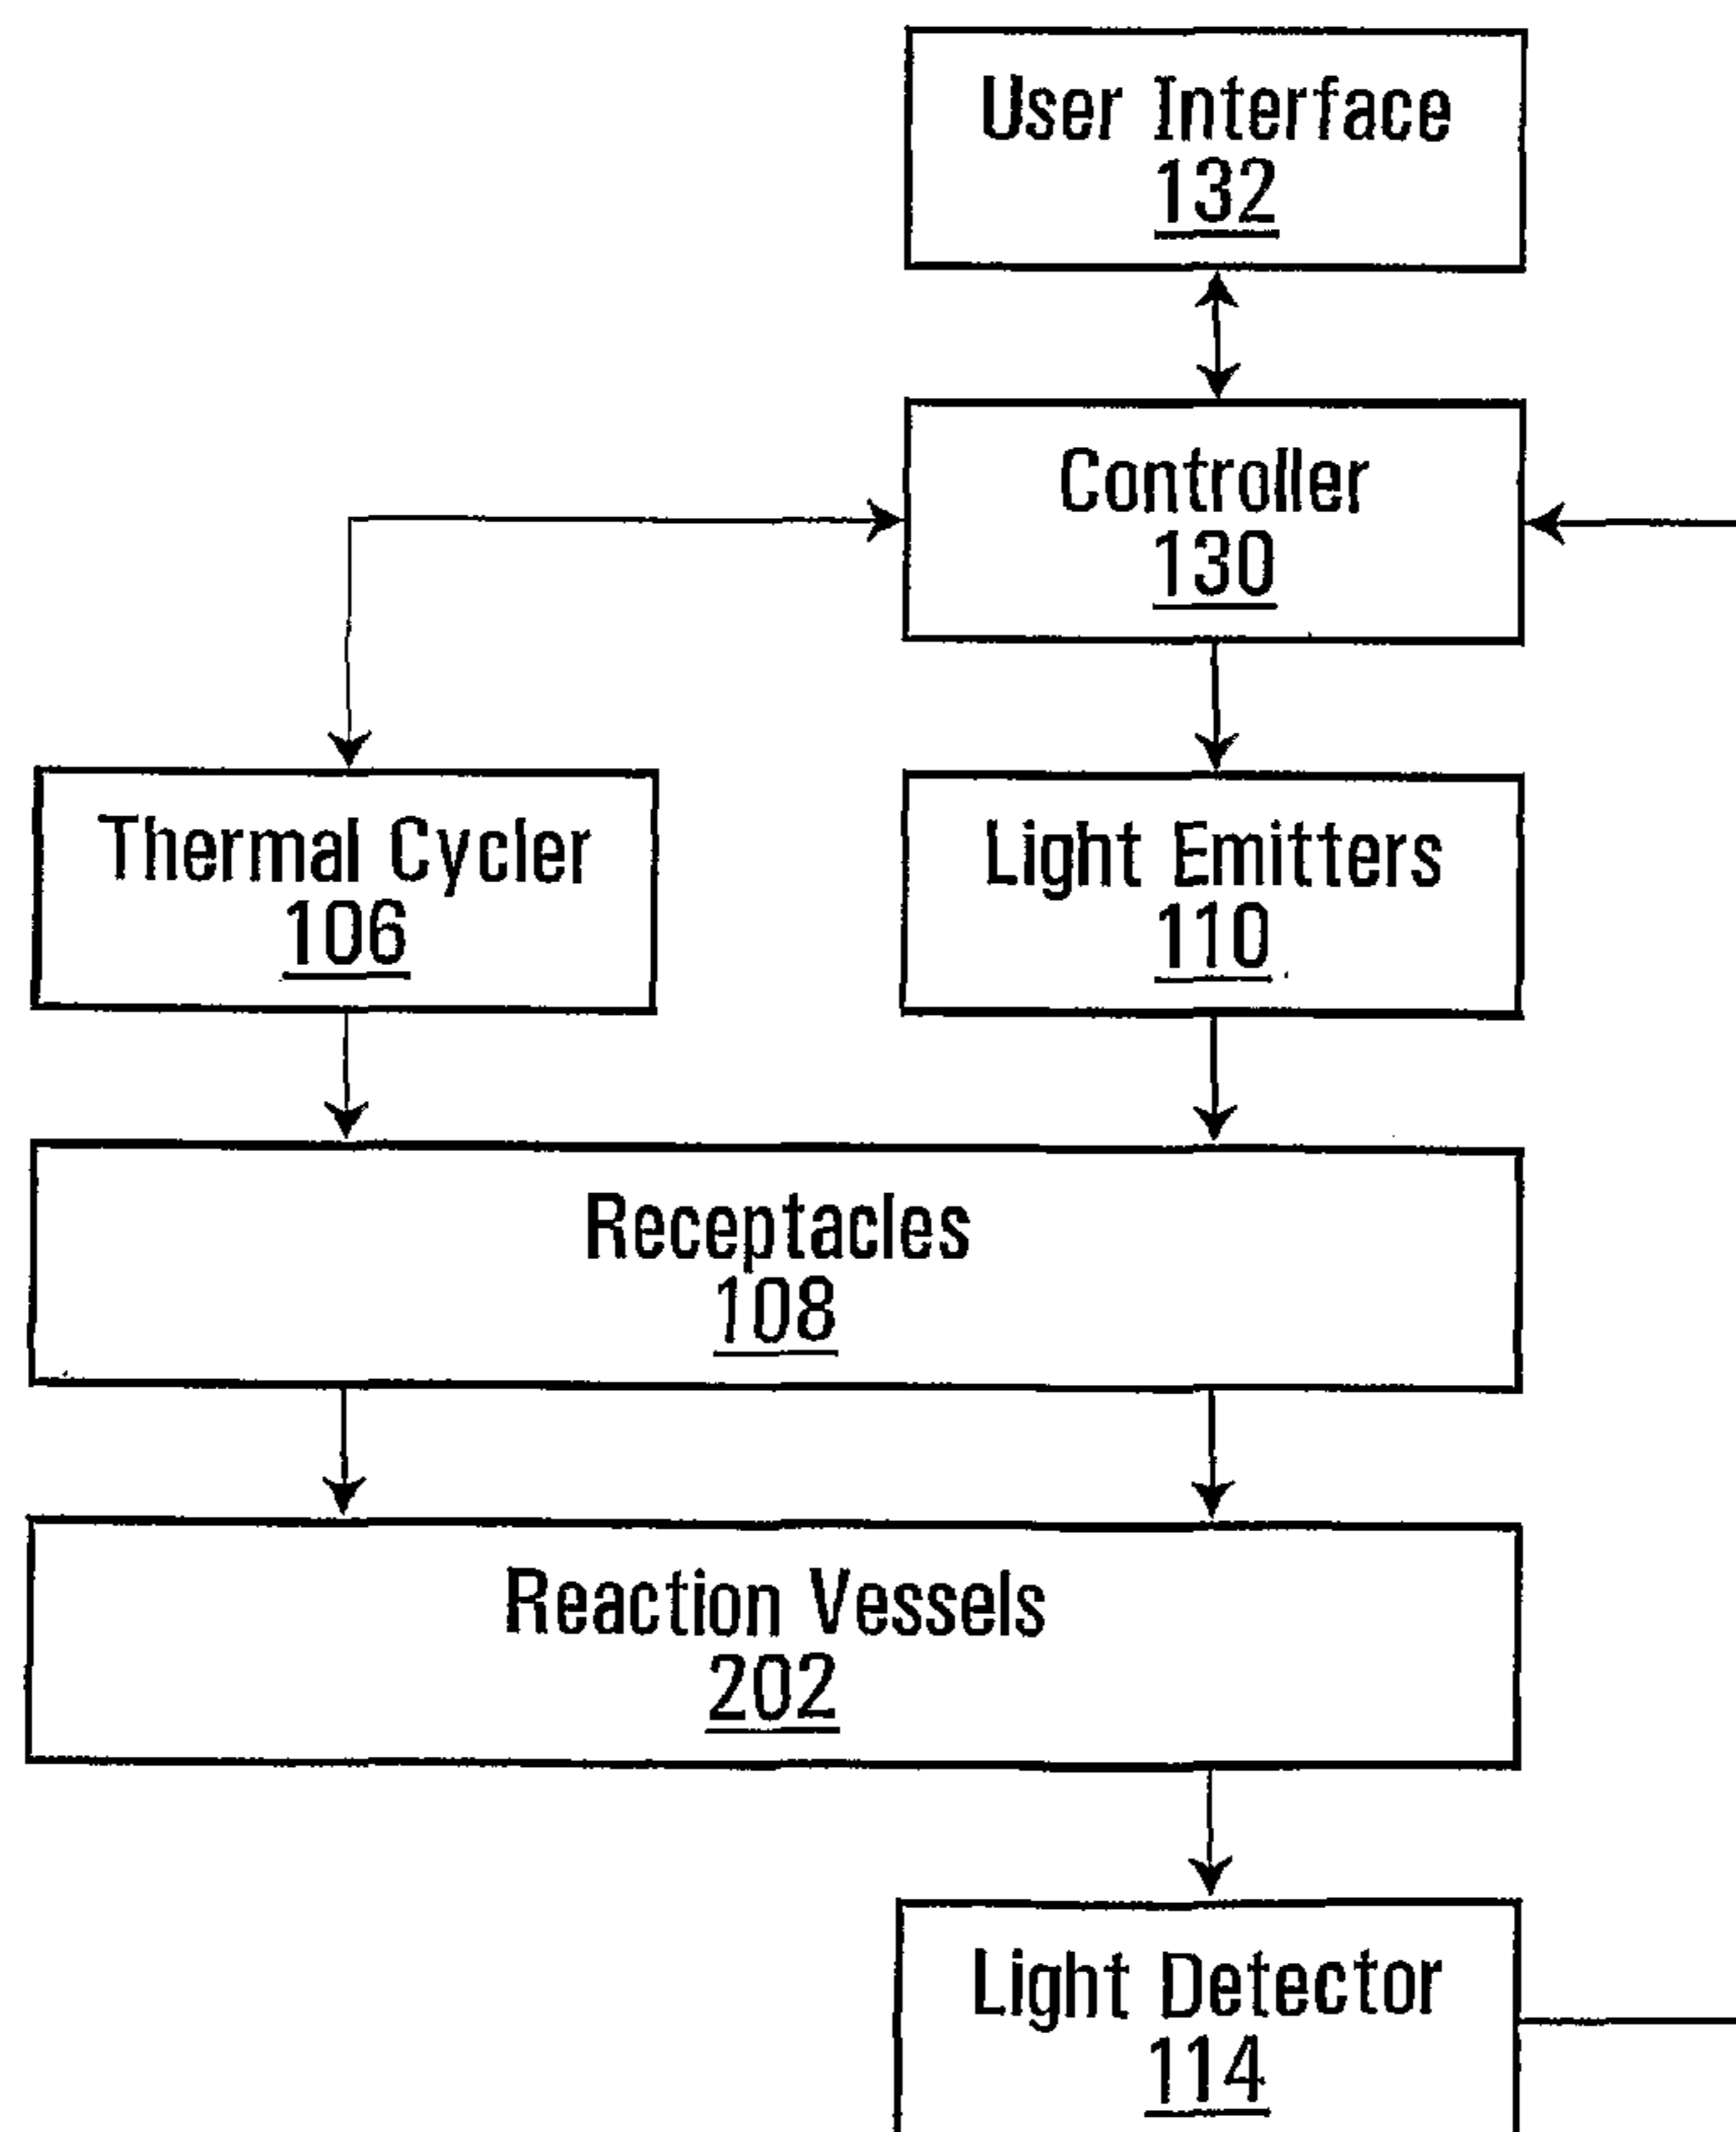 User Interface
132
Controller
130
Thermal Cycler
106
Light Emitters
110
Receptacles
108
Reaction Vessels
202
Light Detector
114